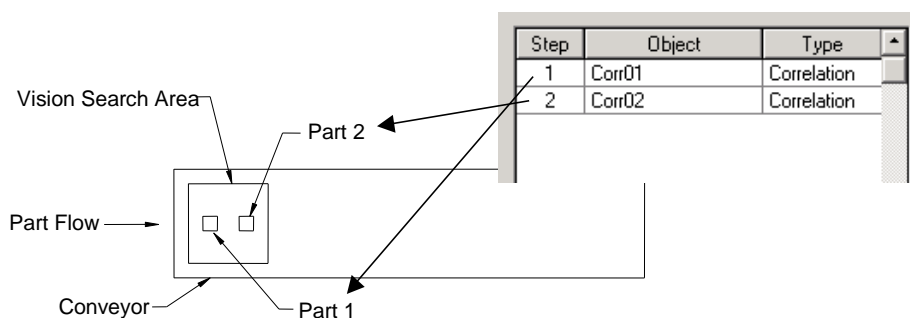 Step Object Type
1 Corr01 Correlation
2 Corr02 Correlation
Vision Search Area
Part 2
Part Flow
Conveyor
Part 1